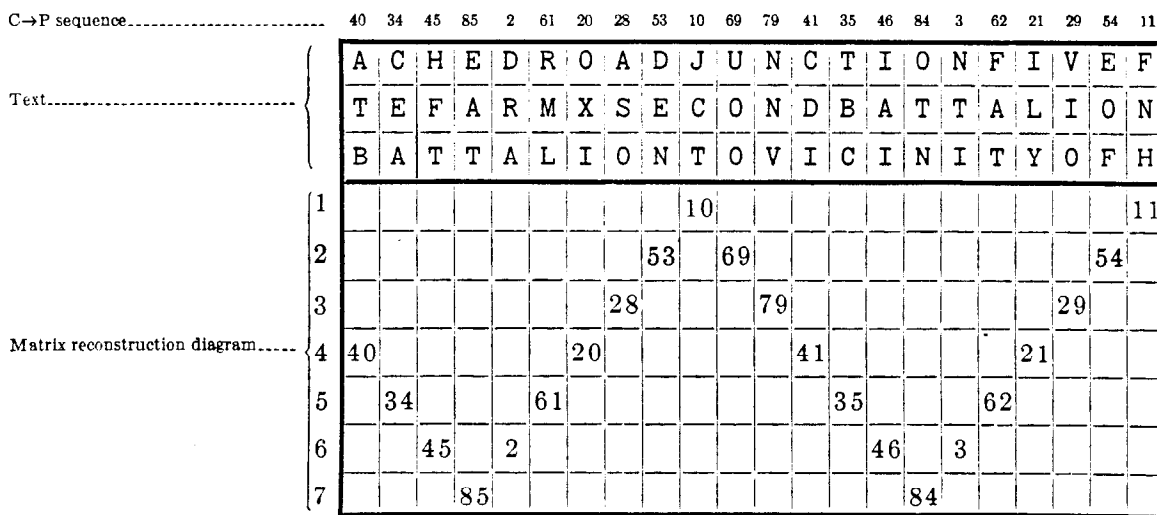 C→P sequence 40 34 45 85 2 61 20 28 53 10 69 79 41 35 46 84 3 62 21 29 54 11
A C H E D R O A D J U N C T I O N F I V E F
Text T E F A R M X S E C O N D B A T T A L I O N
B A T T A L I O N T O V I C I N I T Y O F H
1 10 11
2 53 69 54
3 28 79 29
Matrix reconstruction diagram 4 40 20 41 21
5 34 61 35 62
6 45 2 46 3
7 85 84